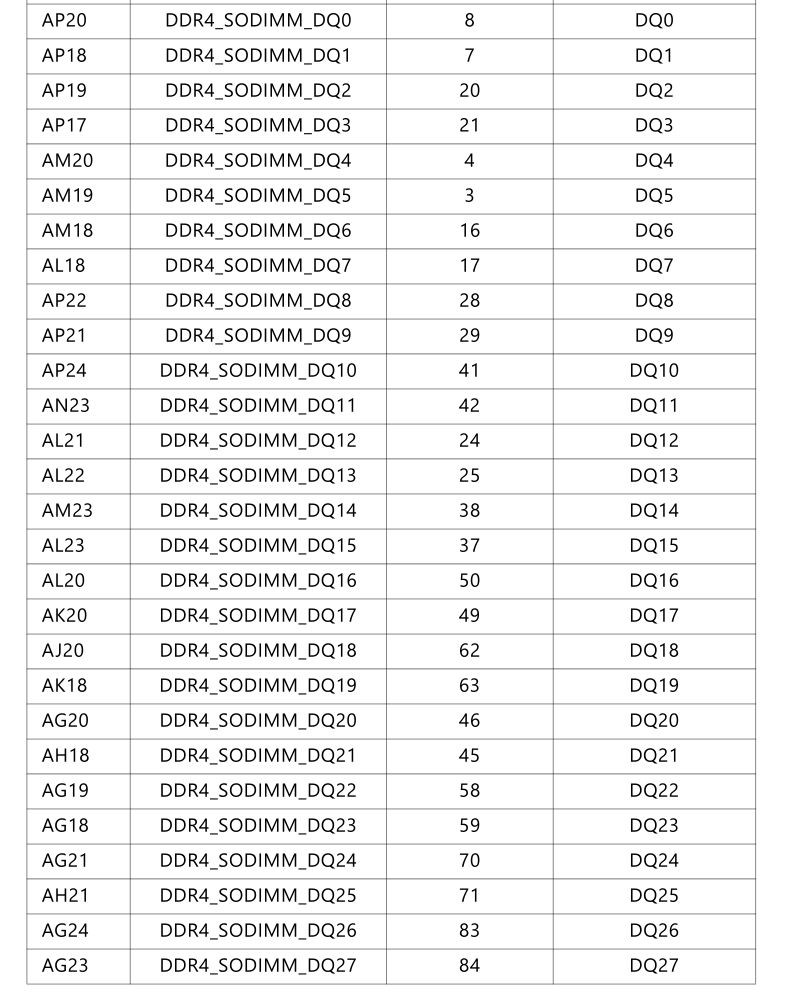 AP20 DDR4_SODIMM_DQ0 8 DQ0
AP18 DDR4_SODIMM_DQ1 7 DQ1
AP19 DDR4_SODIMM_DQ2 20 DQ2
AP17 DDR4_SODIMM_DQ3 21 DQ3
AM20 DDR4_SODIMM_DQ4 4 DQ4
AM19 DDR4_SODIMM_DQ5 3 DQ5
AM18 DDR4_SODIMM_DQ6 16 DQ6
AL18 DDR4_SODIMM_DQ7 17 DQ7
AP22 DDR4_SODIMM_DQ8 28 DQ8
AP21 DDR4_SODIMM_DQ9 29 DQ9
AP24 DDR4_SODIMM_DQ10 41 DQ10
AN23 DDR4_SODIMM_DQ11 42 DQ11
AL21 DDR4_SODIMM_DQ12 24 DQ12
AL22 DDR4_SODIMM_DQ13 25 DQ13
AM23 DDR4_SODIMM_DQ14 38 DQ14
AL23 DDR4_SODIMM_DQ15 37 DQ15
AL20 DDR4_SODIMM_DQ16 50 DQ16
AK20 DDR4_SODIMM_DQ17 49 DQ17
AJ20 DDR4_SODIMM_DQ18 62 DQ18
AK18 DDR4_SODIMM_DQ19 63 DQ19
AG20 DDR4_SODIMM_DQ20 46 DQ20
AH18 DDR4_SODIMM_DQ21 45 DQ21
AG19 DDR4_SODIMM_DQ22 58 DQ22
AG18 DDR4_SODIMM_DQ23 59 DQ23
AG21 DDR4_SODIMM_DQ24 70 DQ24
AH21 DDR4_SODIMM_DQ25 71 DQ25
AG24 DDR4_SODIMM_DQ26 83 DQ26
AG23 DDR4_SODIMM_DQ27 84 DQ27